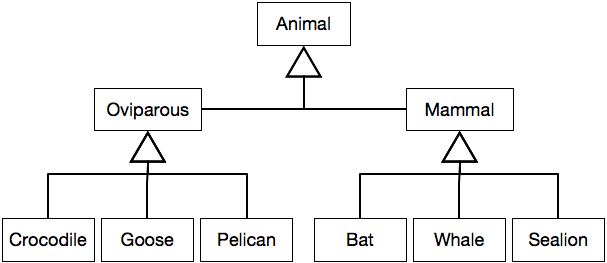 Animal
Oviparous
Mammal
Crocodile
Goose
Pelican
Bat
Whale
Sealion